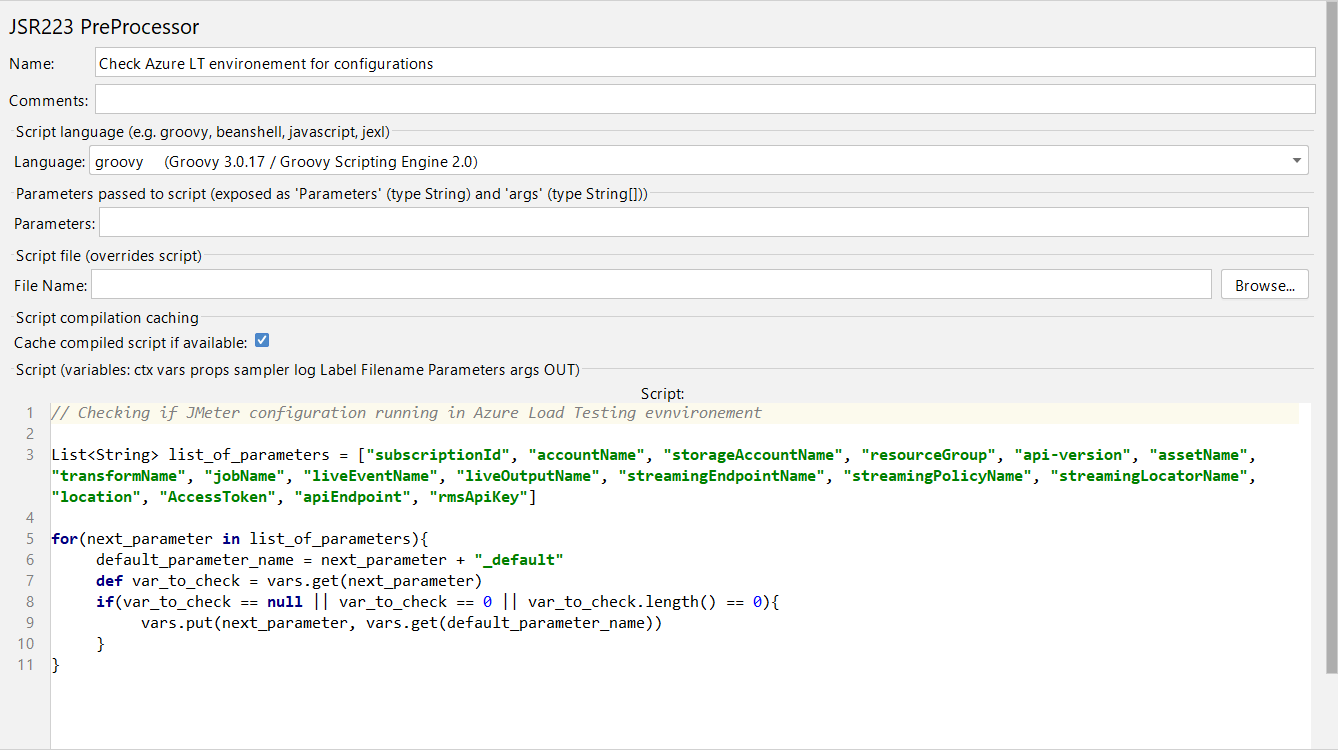 JSR223 PreProcessor
Name: Check Azure LT environement for configurations
Comments:
Script language (e.g. groovy, beanshell, javascript, jexl)
Language: groovy (Groovy 3.0.17 / Groovy Scripting Engine 2.0)
Parameters passed to script (exposed as 'Parameters' (type String) and 'args' (type String[]))
Parameters:
Script file (overrides script)
File Name: Browse...
Script compilation caching
Cache compiled script if available:
Script (variables: ctx vars props sampler log Label Filename Parameters args OUT)
Script:
1 // Checking if JMeter configuration running in Azure Load Testing evnvironement
2
3 List<String> list_of_parameters = ["subscriptionId", "accountName", "storageAccountName", "resourceGroup", "api-version", "assetName",
"transformName", "jobName", "liveEventName", "liveOutputName", "streamingEndpointName", "streamingPolicyName", "streamingLocatorName",
"location", "AccessToken", "apiEndpoint", "rmsApiKey"]
4
5 for(next_parameter in list_of_parameters){
6 default_parameter_name = next_parameter + "_default"
7 def var_to_check = vars.get(next_parameter)
8 if(var_to_check == null || var_to_check == 0 || var_to_check.length() == 0){
9 vars.put(next_parameter, vars.get(default_parameter_name))
10 }
11 }